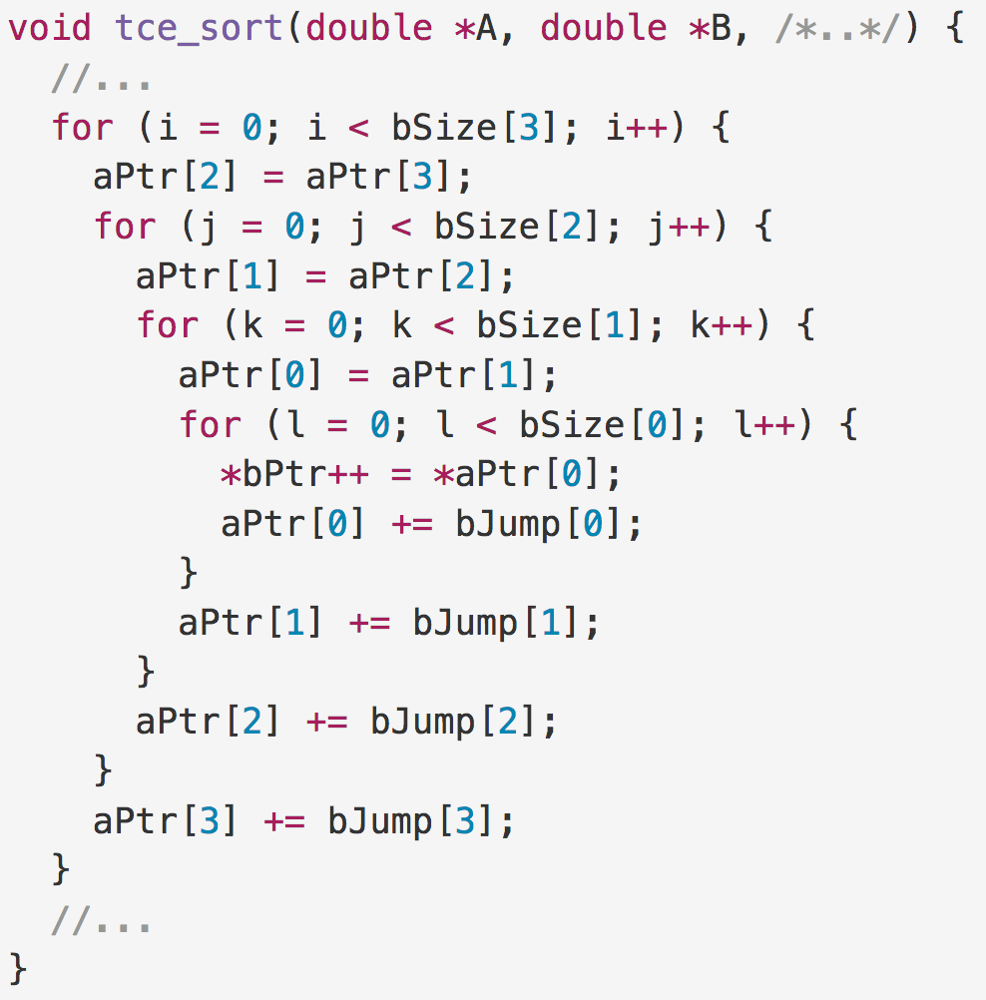 void tce_sort(double *A, double *B, /*..*/) {
  //...
  for (i = 0; i < bSize[3]; i++) {
    aPtr[2] = aPtr[3];
    for (j = 0; j < bSize[2]; j++) {
      aPtr[1] = aPtr[2];
      for (k = 0; k < bSize[1]; k++) {
        aPtr[0] = aPtr[1];
        for (l = 0; l < bSize[0]; l++) {
          *bPtr++ = *aPtr[0];
          aPtr[0] += bJump[0];
        }
        aPtr[1] += bJump[1];
      }
      aPtr[2] += bJump[2];
    }
    aPtr[3] += bJump[3];
  }
  //...
}